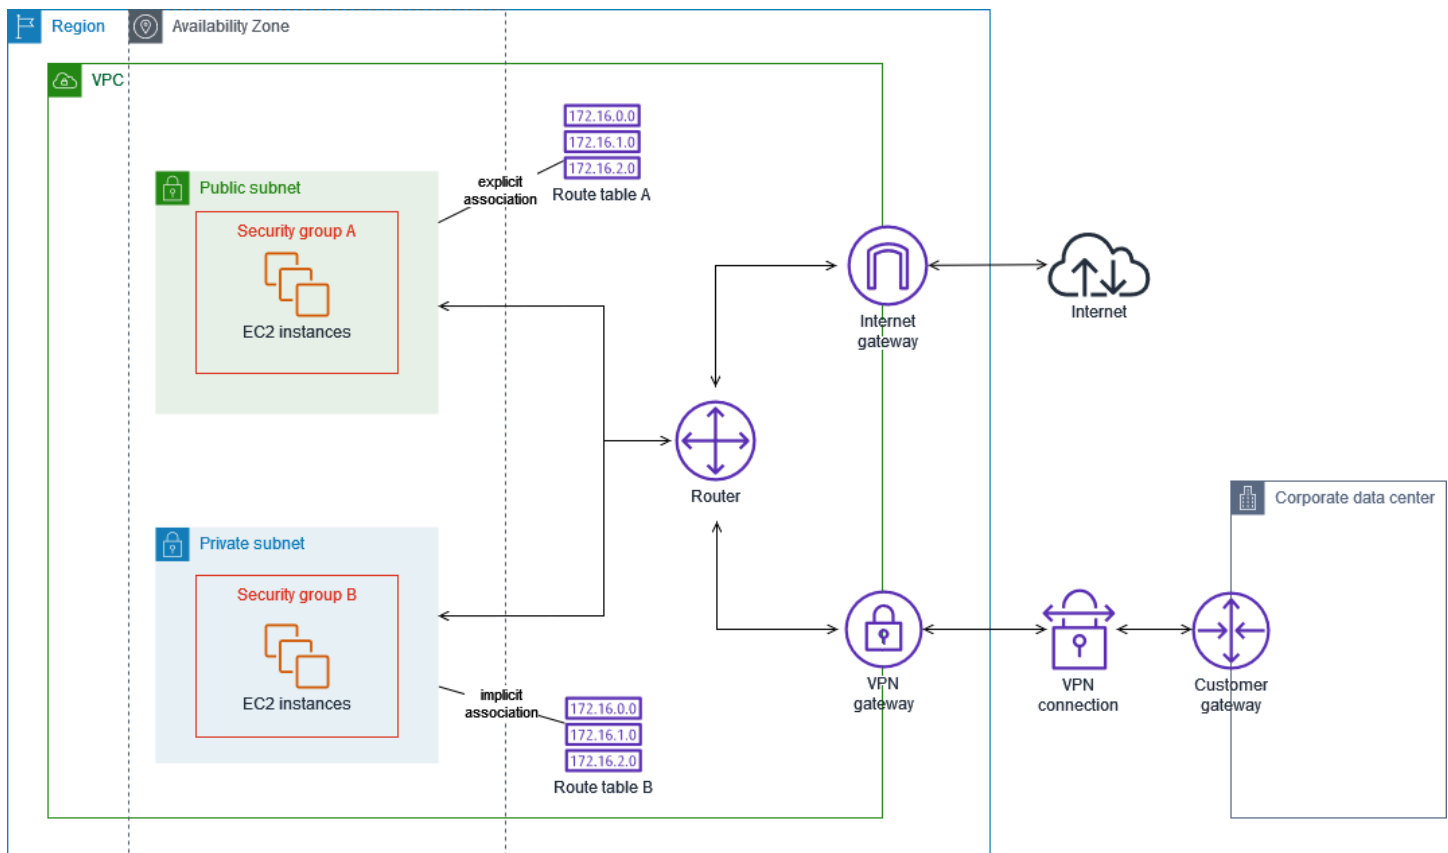 Region
Availability Zone
VPC
172.16.0.0
172.16.1.0
172.16.2.0
Route table A
explicit
association
Public subnet
Security group A
EC2 instances
Internet
gateway
Internet
Router
Corporate data center
Private subnet
Security group B
EC2 instances
implicit
association
172.16.0.0
172.16.1.0
172.16.2.0
Route table B
VPN
gateway
VPN
connection
Customer
gateway